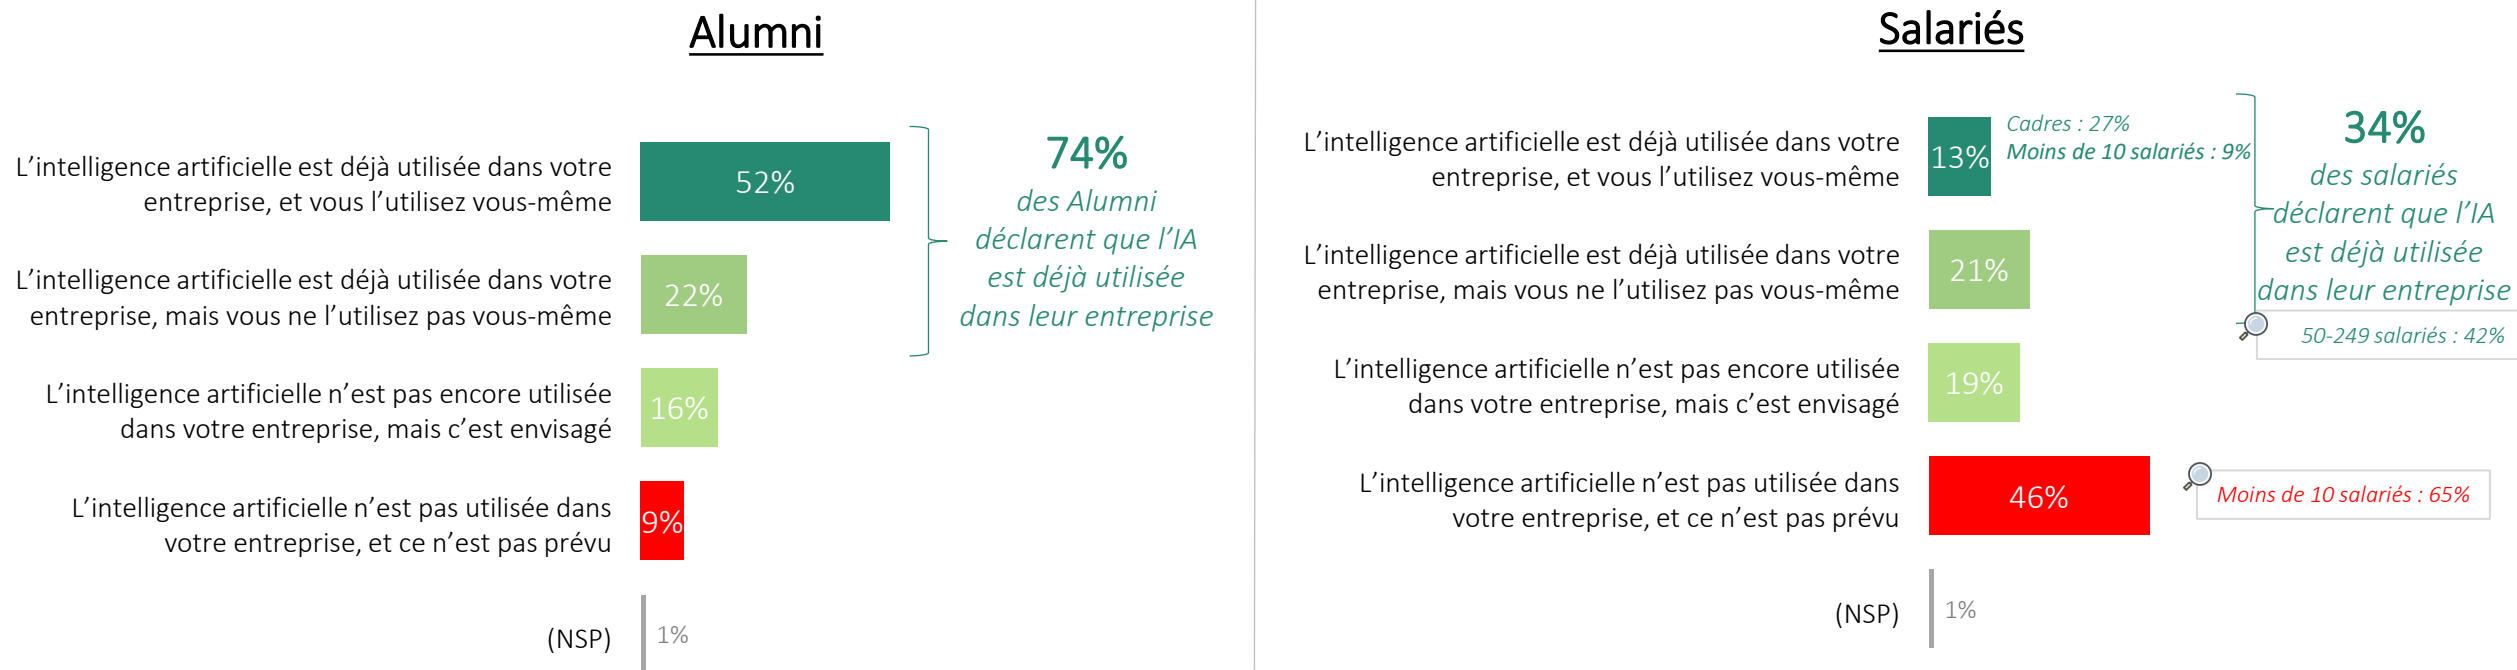 Alumni
L’intelligence artificielle est déjà utilisée dans votre
entreprise, et vous l’utilisez vous-même
52%
L’intelligence artificielle est déjà utilisée dans votre
entreprise, mais vous ne l’utilisez pas vous-même
22%
L’intelligence artificielle n’est pas encore utilisée
dans votre entreprise, mais c’est envisagé
16%
L’intelligence artificielle n’est pas utilisée dans
votre entreprise, et ce n’est pas prévu
9%
(NSP)
1%
74%
des Alumni
déclarent que l’IA
est déjà utilisée
dans leur entreprise
Salariés
L’intelligence artificielle est déjà utilisée dans votre
entreprise, et vous l’utilisez vous-même
13%
Cadres : 27%
Moins de 10 salariés : 9%
L’intelligence artificielle est déjà utilisée dans votre
entreprise, mais vous ne l’utilisez pas vous-même
21%
L’intelligence artificielle n’est pas encore utilisée
dans votre entreprise, mais c’est envisagé
19%
L’intelligence artificielle n’est pas utilisée dans
votre entreprise, et ce n’est pas prévu
46%
Moins de 10 salariés : 65%
(NSP)
1%
34%
des salariés
déclarent que l’IA
est déjà utilisée
dans leur entreprise
50-249 salariés : 42%